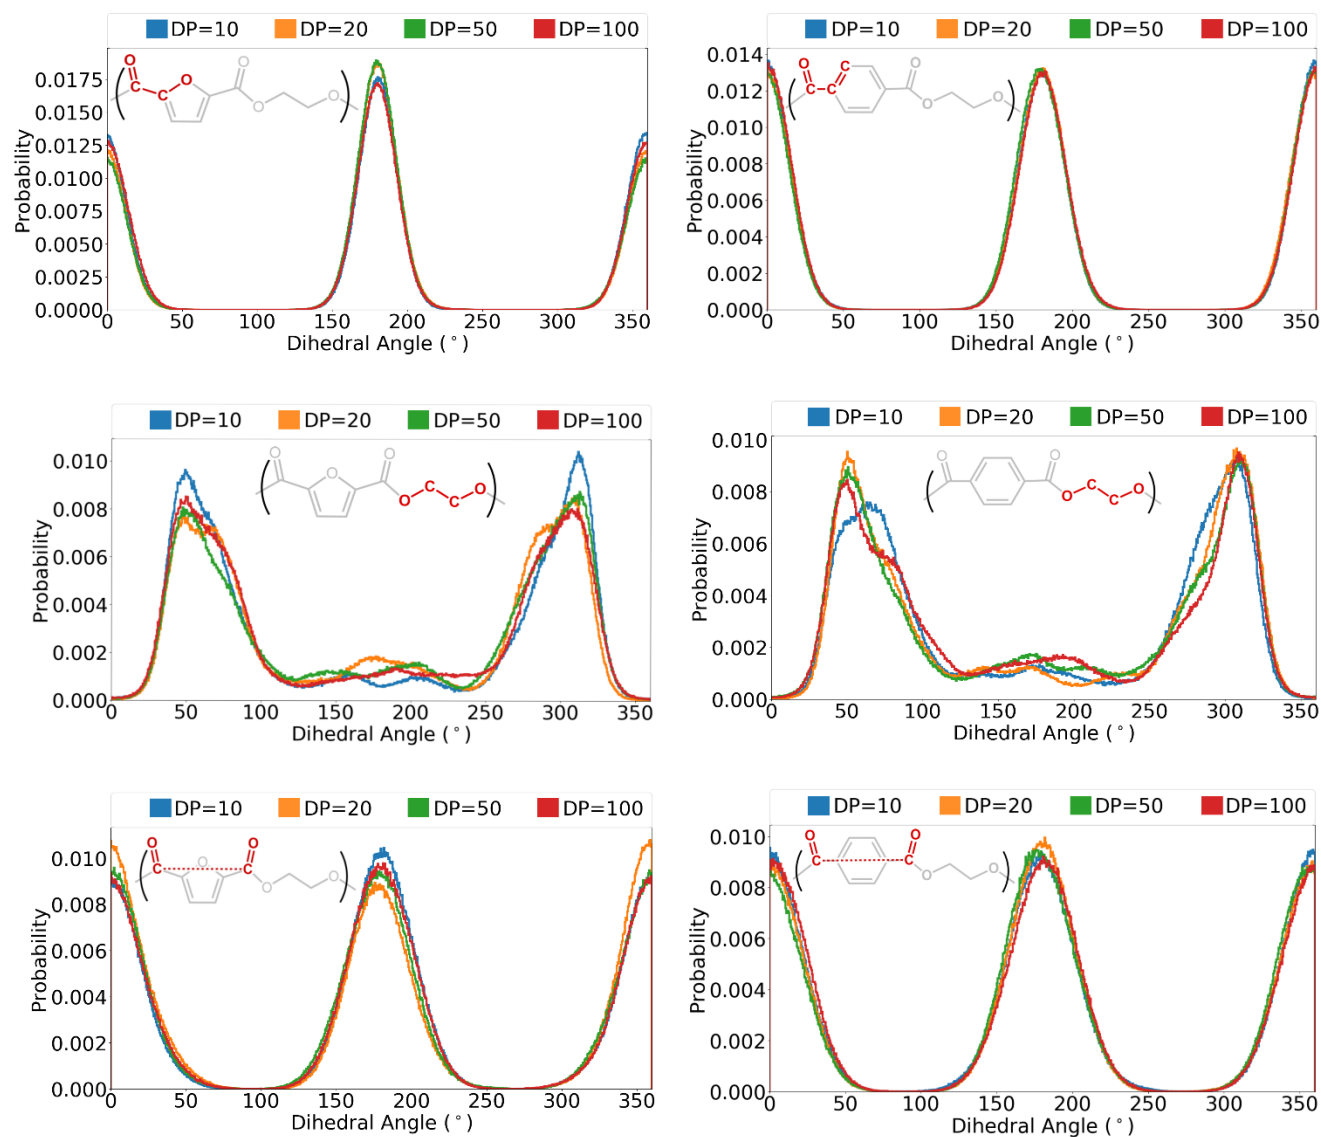 DP=10 DP=20 DP=50 DP=100
0.0175
0.0150
0.0125
0.0100
0.0075
0.0050
0.0025
0.0000
Probability
O O O O O
C C
0 50 100 150 200 250 300 350
Dihedral Angle (°)
DP=10 DP=20 DP=50 DP=100
0.014
0.012
0.010
0.008
0.006
0.004
0.002
0.000
Probability
O C O
C C O O
0 50 100 150 200 250 300 350
Dihedral Angle (°)
DP=10 DP=20 DP=50 DP=100
0.010
0.008
0.006
0.004
0.002
0.000
Probability
O O O
O C C O
0 50 100 150 200 250 300 350
Dihedral Angle (°)
DP=10 DP=20 DP=50 DP=100
0.010
0.008
0.006
0.004
0.002
0.000
Probability
O O
O C C O
0 50 100 150 200 250 300 350
Dihedral Angle (°)
DP=10 DP=20 DP=50 DP=100
0.010
0.008
0.006
0.004
0.002
0.000
Probability
O O O
C C O O
0 50 100 150 200 250 300 350
Dihedral Angle (°)
DP=10 DP=20 DP=50 DP=100
0.010
0.008
0.006
0.004
0.002
0.000
Probability
O O
C C O O
0 50 100 150 200 250 300 350
Dihedral Angle (°)